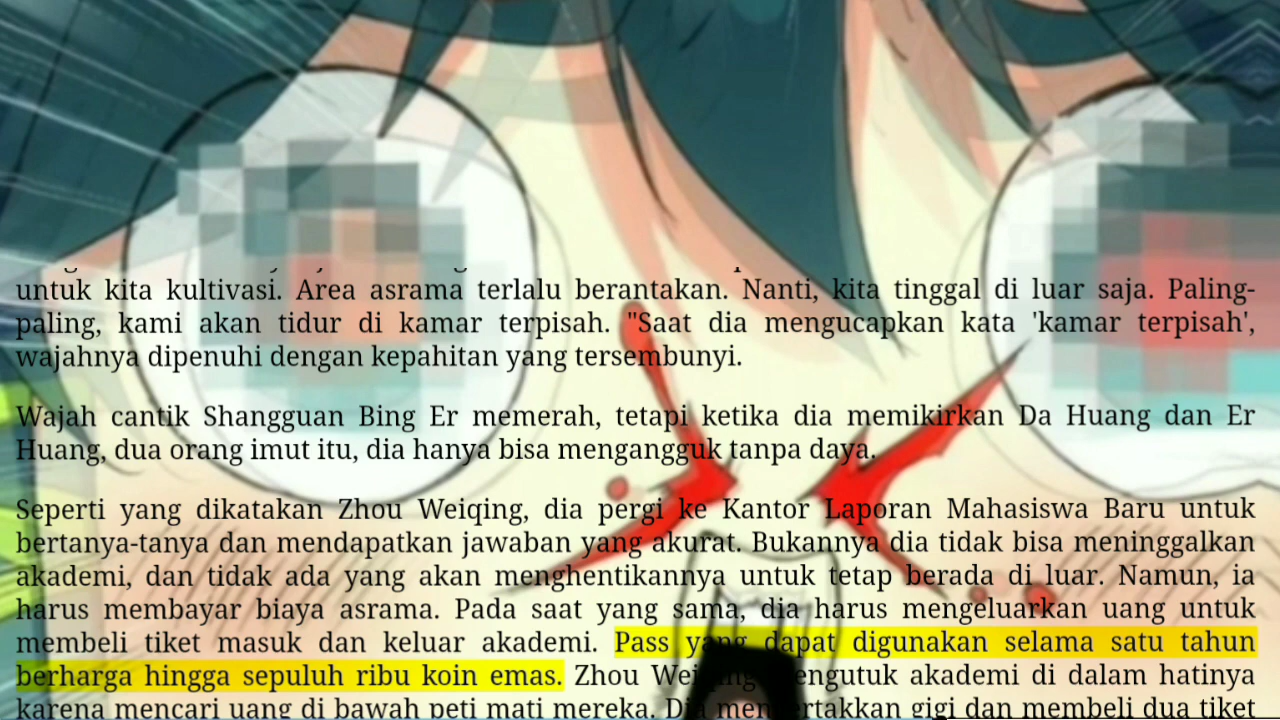 untuk kita kultivasi. Area asrama terlalu berantakan. Nanti, kita tinggal di luar saja. Paling-
paling, kami akan tidur di kamar terpisah. "Saat dia mengucapkan kata 'kamar terpisah',
wajahnya dipenuhi dengan kepahitan yang tersembunyi.
Wajah cantik Shangguan Bing Er memerah, tetapi ketika dia memikirkan Da Huang dan Er
Huang, dua orang imut itu, dia hanya bisa mengangguk tanpa daya.
Seperti yang dikatakan Zhou Weiqing, dia pergi ke Kantor Laporan Mahasiswa Baru untuk
bertanya-tanya dan mendapatkan jawaban yang akurat. Bukannya dia tidak bisa meninggalkan
akademi, dan tidak ada yang akan menghentikannya untuk tetap berada di luar. Namun, ia
harus membayar biaya asrama. Pada saat yang sama, dia harus mengeluarkan uang untuk
membeli tiket masuk dan keluar akademi. Pass yang dapat digunakan selama satu tahun
berharga hingga sepuluh ribu koin emas. Zhou Weiqing mengutuk akademi di dalam hatinya
karena mencari uang di bawah peti mati mereka. Dia menggertakkan gigi dan membeli dua tiket